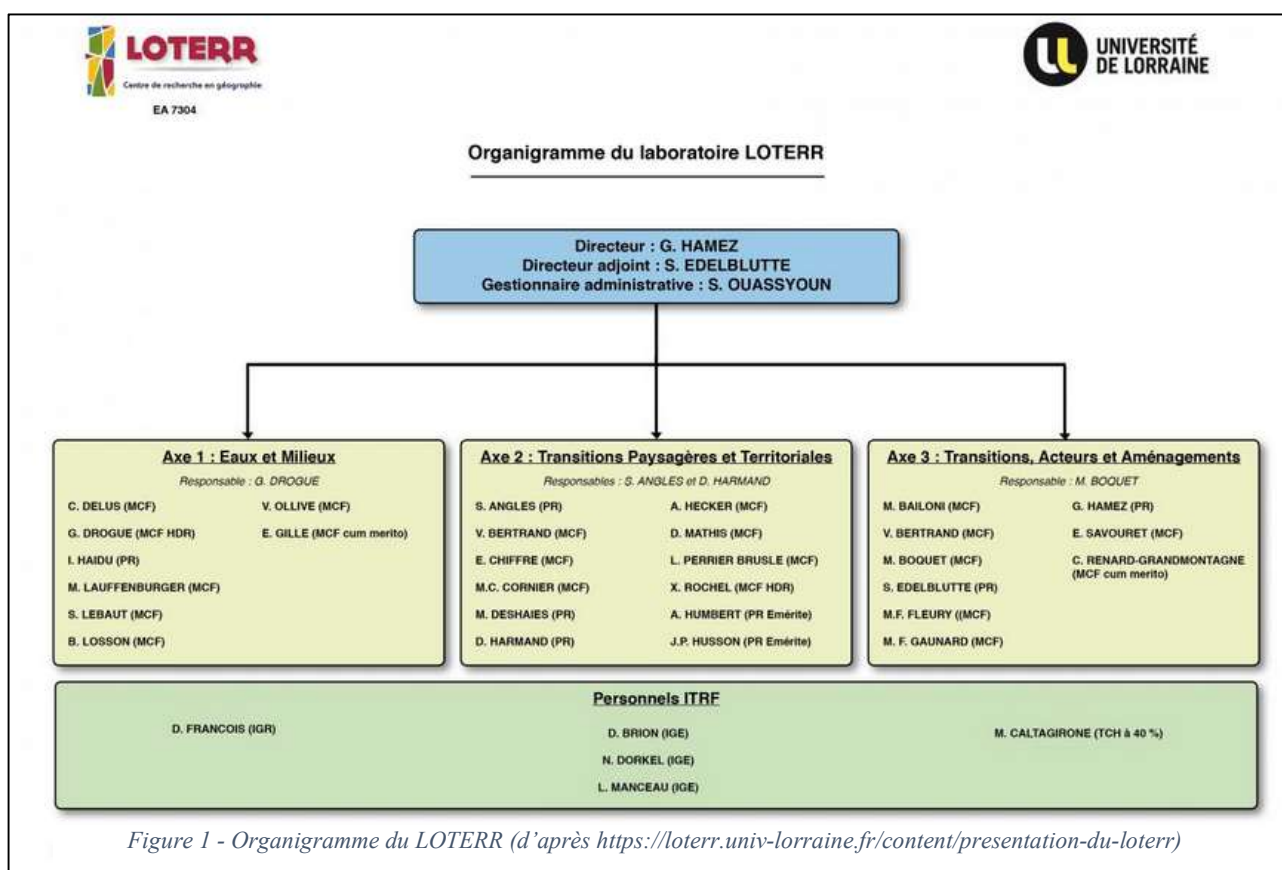 LOTERR
Centre de recherche en géographie
EA 7304
UNIVERSITÉ
DE LORRAINE
Organigramme du laboratoire LOTERR
Directeur : G. HAMEZ
Directeur adjoint : S. EDELBLUTTE
Gestionnaire administrative : S. OUASSYOUN
Axe 1 : Eaux et Milieux
Responsable : G. DROGUE
C. DELUS (MCF)
G. DROGUE (MCF HDR)
I. HAIDU (PR)
M. LAUFFENBURGER (MCF)
S. LEBAUT (MCF)
B. LOSSON (MCF)
V. OLLIVE (MCF)
E. GILLE (MCF cum merito)
Axe 2 : Transitions Paysagères et Territoriales
Responsables : S. ANGLES et D. HARMAND
S. ANGLES (PR)
V. BERTRAND (MCF)
E. CHIFFRE (MCF)
M.C. CORNIER (MCF)
M. DESHAIES (PR)
D. HARMAND (PR)
A. HECKER (MCF)
D. MATHIS (MCF)
L. PERRIER BRUSLE (MCF)
X. ROCHEL (MCF HDR)
A. HUMBERT (PR Emérite)
J.P. HUSSON (PR Emérite)
Axe 3 : Transitions, Acteurs et Aménagements
Responsable : M. BOQUET
M. BAILONI (MCF)
V. BERTRAND (MCF)
M. BOQUET (MCF)
S. EDELBLUTTE (PR)
M.F. FLEURY ((MCF)
M. F. GAUNARD (MCF)
G. HAMEZ (PR)
E. SAVOURET (MCF)
C. RENARD-GRANDMONTAGNE
(MCF cum merito)
Personnels ITRF
D. FRANCOIS (IGR)
D. BRION (IGE)
N. DORKEL (IGE)
L. MANCEAU (IGE)
M. CALTAGIRONE (TCH à 40 %)
Figure 1 - Organigramme du LOTERR (d'après https://loterr.univ-lorraine.fr/content/presentation-du-loterr)